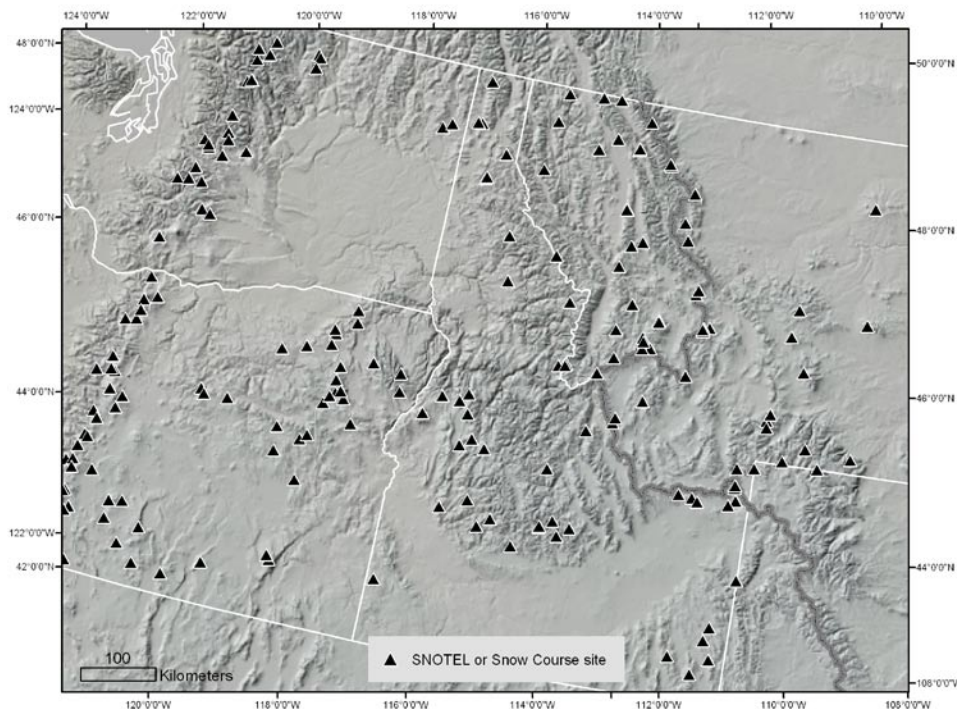 124°0'0"W 122°0'0"W 120°0'0"W 118°0'0"W 116°0'0"W 114°0'0"W 112°0'0"W 110°0'0"W
48°0'0"N
50°0'0"N
124°0'0"W
46°0'0"N
48°0'0"N
44°0'0"N
46°0'0"N
122°0'0"W
42°0'0"N
44°0'0"N
100
Kilometers
SNOTEL or Snow Course site
108°0'0"W
120°0'0"W 118°0'0"W 116°0'0"W 114°0'0"W 112°0'0"W 110°0'0"W 108°0'0"W